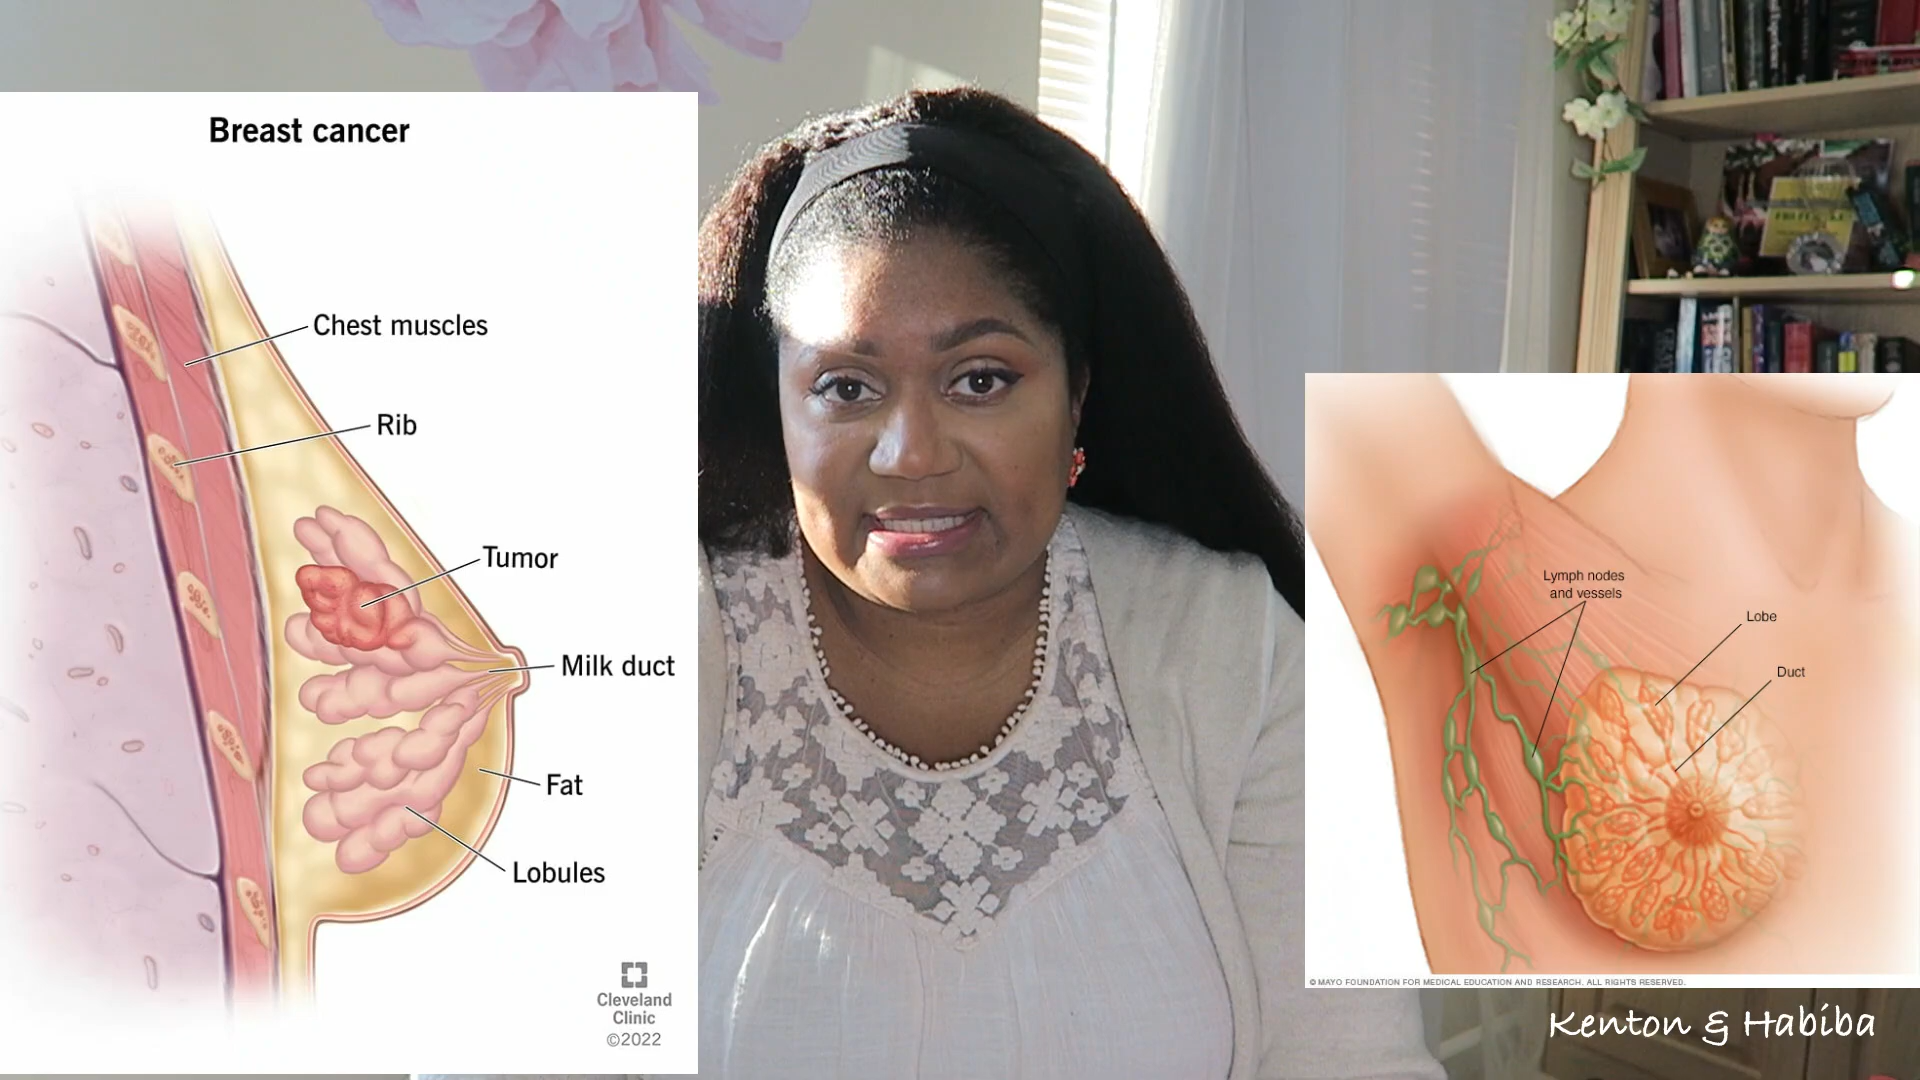 Breast cancer
Chest muscles
Rib
Tumor
Milk duct
Fat
Lobules
Cleveland
Clinic
©2022
Lymph nodes
and vessels
Lobe
Duct
© MAYO FOUNDATION FOR MEDICAL EDUCATION AND RESEARCH. ALL RIGHTS RESERVED.
Kenton & Habiba